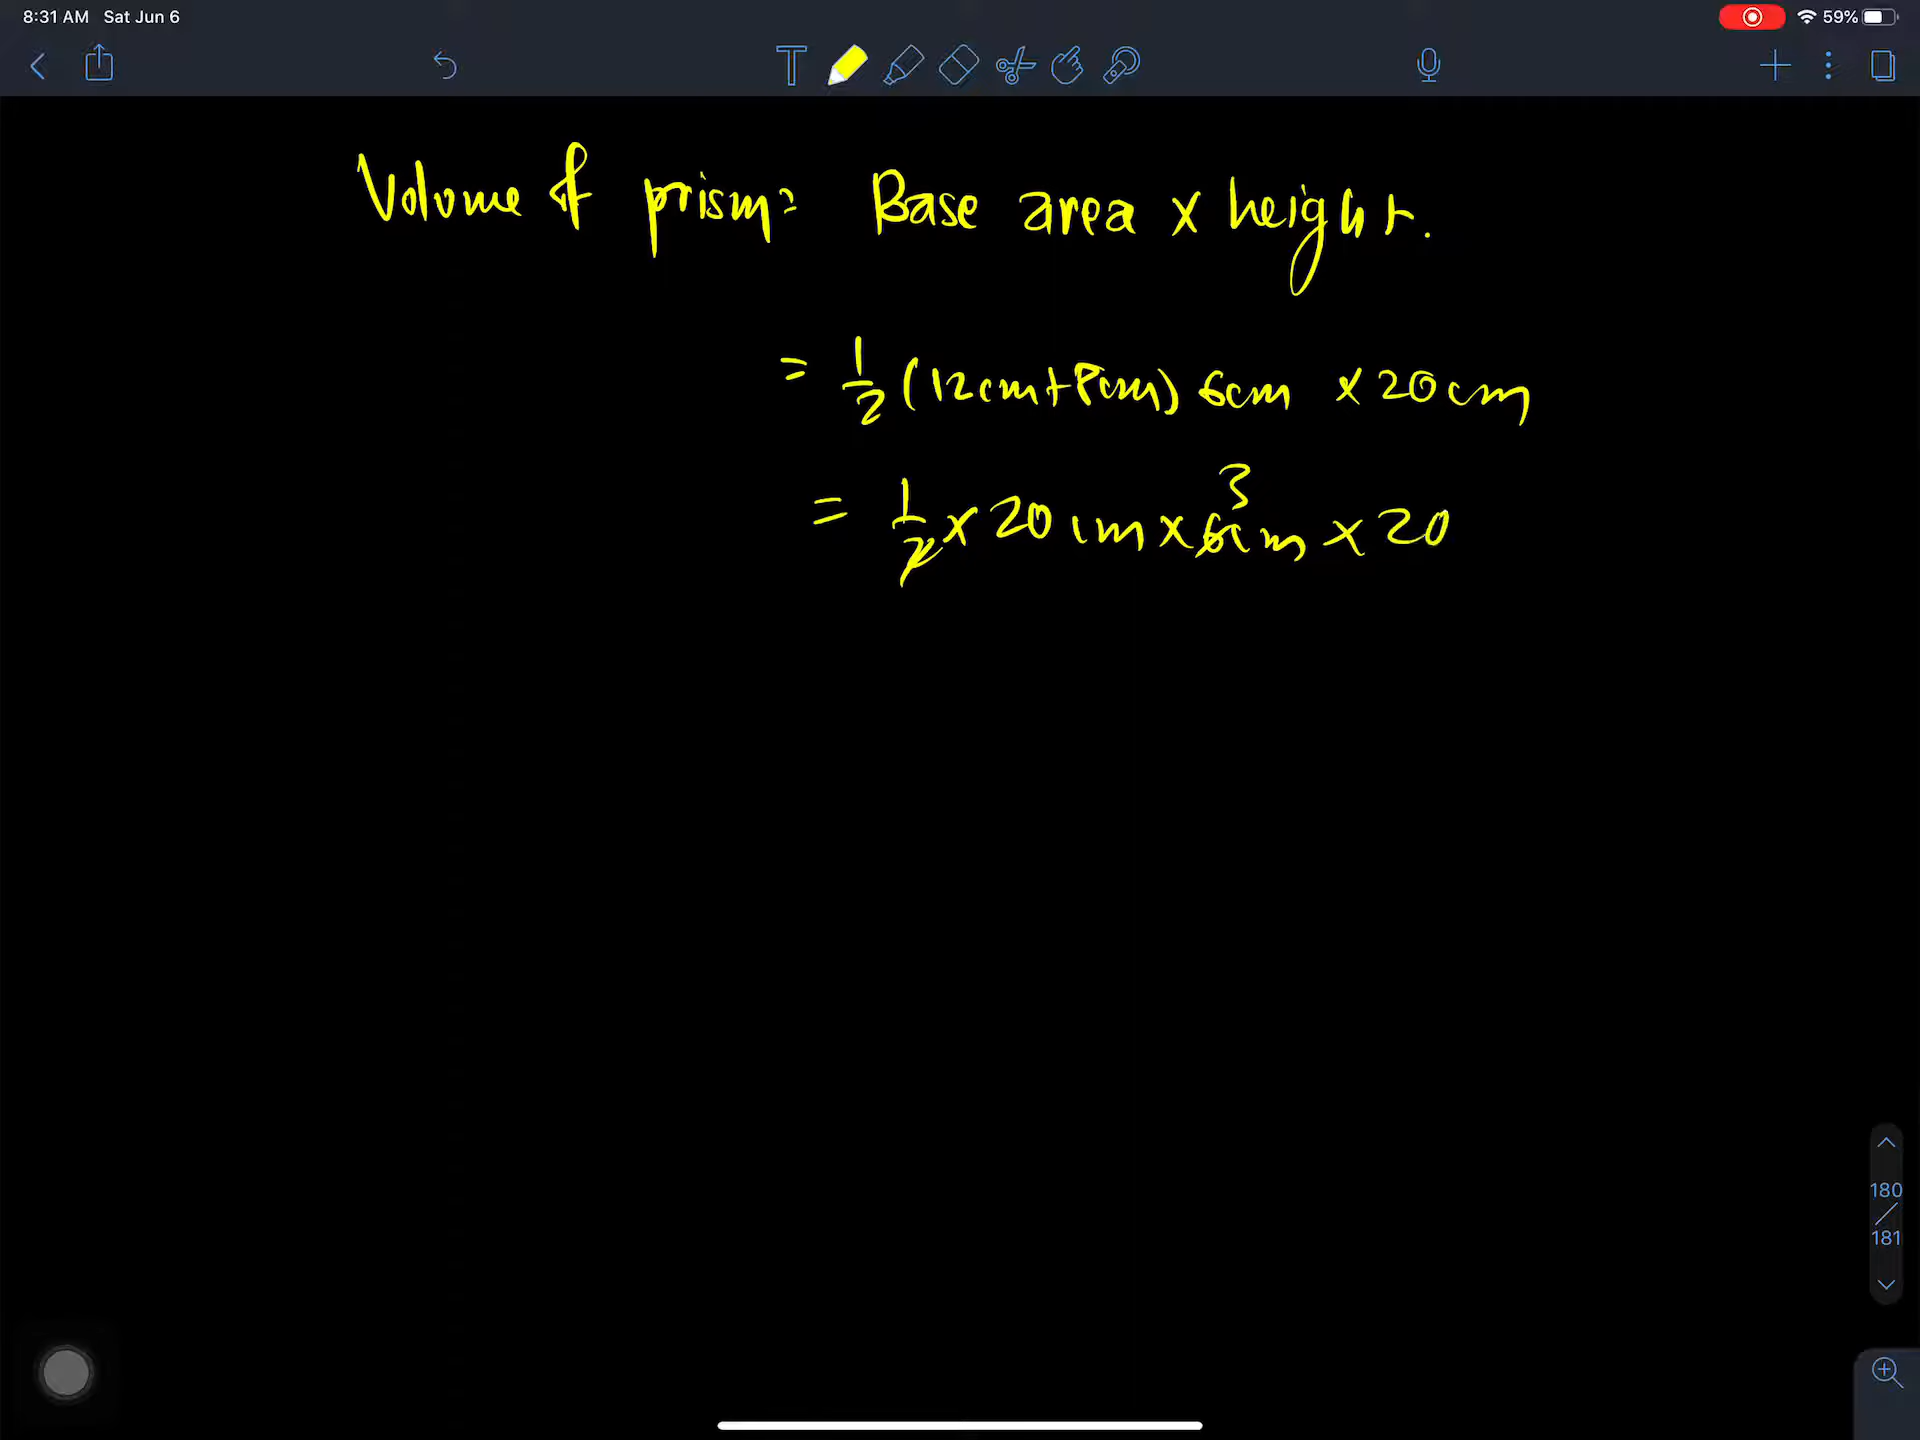 8:31 AM Sat Jun 6
59%
T
Volume of prism = Base area x height.
= 1/2 (12cm+8cm) 6cm x 20cm
3
= 1/2 x 20cm x 6cm x 20
180
181